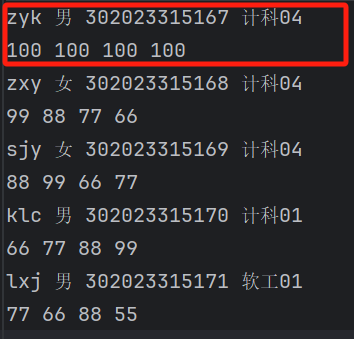 zyk 男 302023315167 计科04
100 100 100 100
zxy 女 302023315168 计科04
99 88 77 66
sjy 女 302023315169 计科04
88 99 66 77
klc 男 302023315170 计科01
66 77 88 99
lxj 男 302023315171 软工01
77 66 88 55